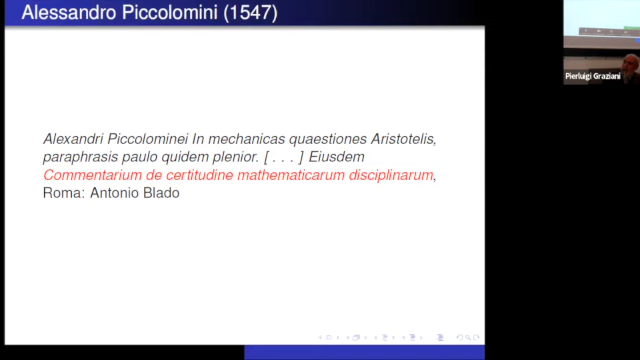 Alessandro Piccolomini (1547)
Pierluigi Graziani
Alexandri Piccolominei In mechanicas quaestiones Aristotelis,
paraphrasis paulo quidem plenior. [ . . . ] Eiusdem
Commentarium de certitudine mathematicarum disciplinarum,
Roma: Antonio Blado